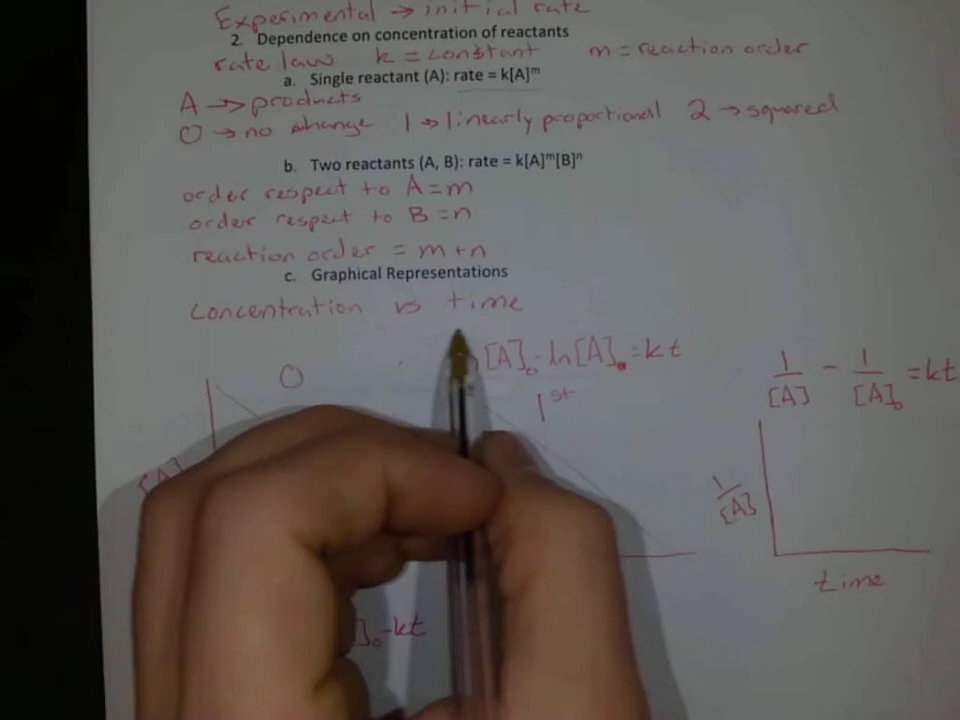 Experimental → initial rate
2. Dependence on concentration of reactants
rate law k = constant m = reaction order
a. Single reactant (A): rate = k[A]ᵐ
A → products
0 → no change 1 → linearly proportional 2 → squared
b. Two reactants (A, B): rate = k[A]ᵐ[B]ⁿ
order respect to A = m
order respect to B = n
reaction order = m + n
c. Graphical Representations
concentration vs time
[A]₀ - ln[A]₀ = kt
1/[A] - 1/[A]₀ = kt
0
1st
[A]
1/[A]
time
]₀ - kt